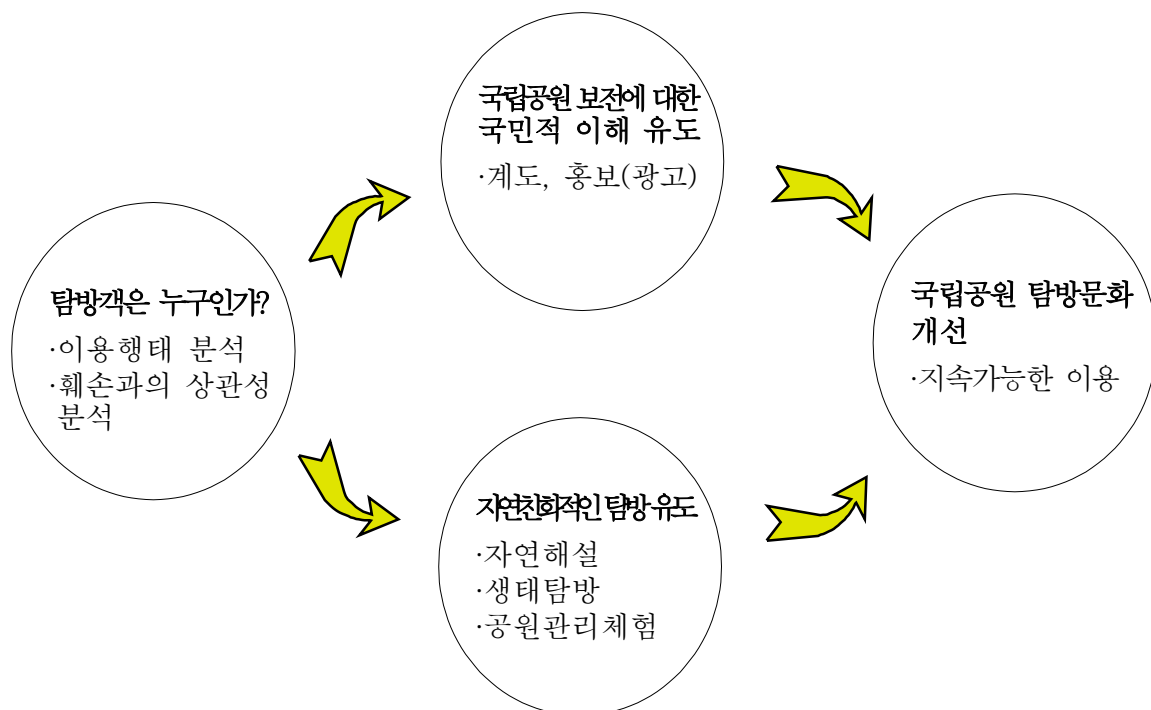 국립공원 보전에 대한
국민적 이해 유도
·계도, 홍보(광고)
탐방객은 누구인가?
·이용행태 분석
·훼손과의 상관성
분석
국립공원 탐방문화
개선
·지속가능한 이용
자연친화적인 탐방 유도
·자연해설
·생태탐방
·공원관리체험